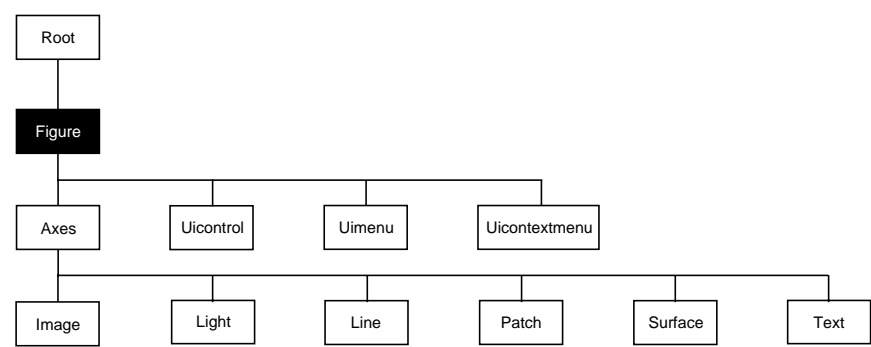 Root
Figure
Axes
Uicontrol
Uimenu
Uicontextmenu
Image
Light
Line
Patch
Surface
Text